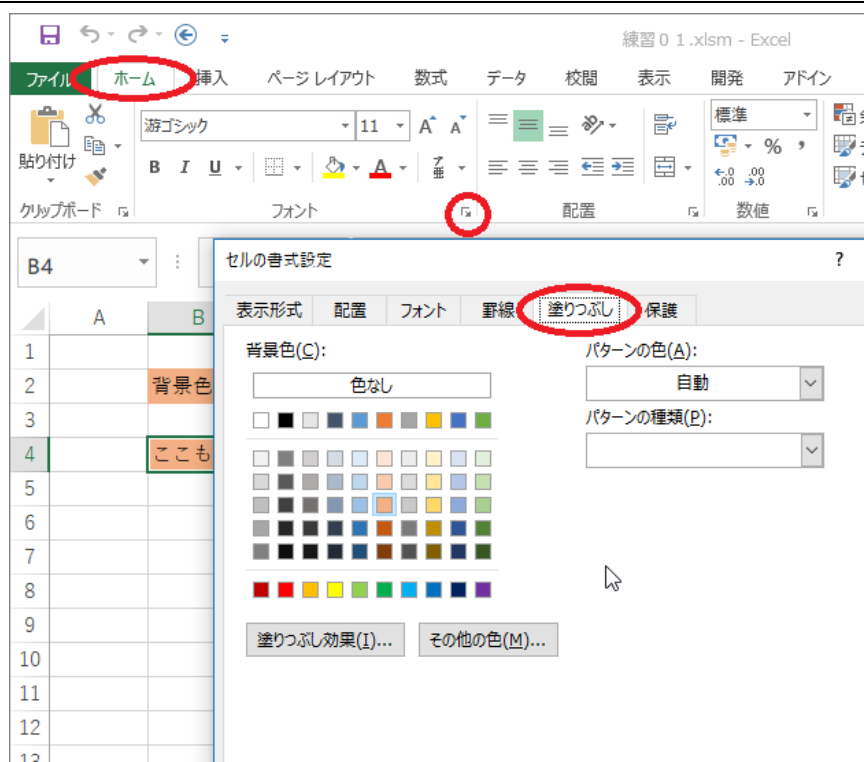 練習０１.xlsm - Excel
ファイル ホーム 挿入 ページ レイアウト 数式 データ 校閲 表示 開発 アドイン
貼り付け
游ゴシック 11 A A 標準
B I U A 亜 % ,
クリップボード フォント 配置 数値
B4
セルの書式設定 ?
表示形式 配置 フォント 罫線 塗りつぶし 保護
背景色(C):
色なし
パターンの色(A):
自動
パターンの種類(P):
塗りつぶし効果(I)... その他の色(M)...
A B
1
2 背景色
3
4 ここも
5
6
7
8
9
10
11
12
13